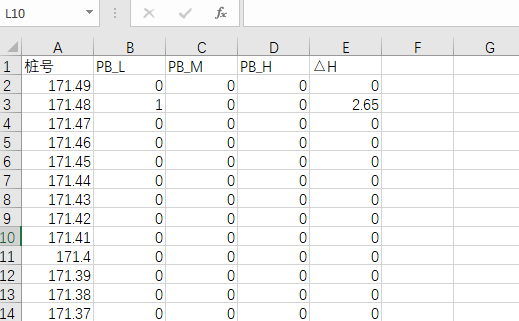 L10 fx
A B C D E F G
1 桩号 PB_L PB_M PB_H △H
2 171.49 0 0 0 0
3 171.48 1 0 0 2.65
4 171.47 0 0 0 0
5 171.46 0 0 0 0
6 171.45 0 0 0 0
7 171.44 0 0 0 0
8 171.43 0 0 0 0
9 171.42 0 0 0 0
10 171.41 0 0 0 0
11 171.4 0 0 0 0
12 171.39 0 0 0 0
13 171.38 0 0 0 0
14 171.37 0 0 0 0